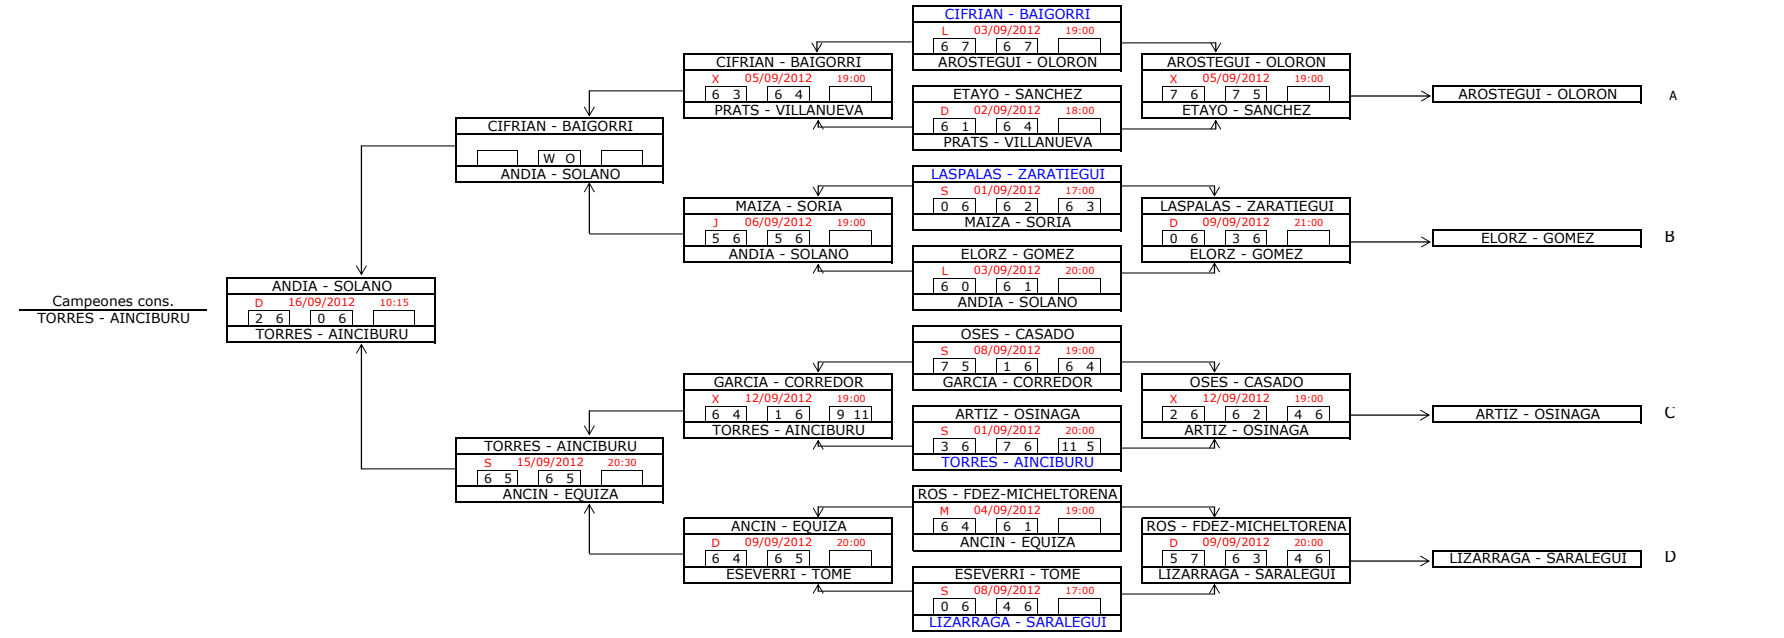 CIFRIAN - BAIGORRI
L 03/09/2012 19:00
6 7 6 7
AROSTEGUI - OLORON
CIFRIAN - BAIGORRI
X 05/09/2012 19:00
6 3 6 4
PRATS - VILLANUEVA
AROSTEGUI - OLORON
X 05/09/2012 19:00
7 6 7 5
ETAYO - SANCHEZ
AROSTEGUI - OLORON A
ETAYO - SANCHEZ
D 02/09/2012 18:00
6 1 6 4
PRATS - VILLANUEVA
CIFRIAN - BAIGORRI
W O
ANDIA - SOLANO
LASPALAS - ZARATIEGUI
S 01/09/2012 17:00
0 6 6 2 6 3
MAIZA - SORIA
MAIZA - SORIA
J 06/09/2012 19:00
5 6 5 6
ANDIA - SOLANO
LASPALAS - ZARATIEGUI
D 09/09/2012 21:00
0 6 3 6
ELORZ - GOMEZ
ELORZ - GOMEZ B
ELORZ - GOMEZ
L 03/09/2012 20:00
6 0 6 1
ANDIA - SOLANO
ANDIA - SOLANO
D 16/09/2012 10:15
2 6 0 6
TORRES - AINCIBURU
Campeones cons.
TORRES - AINCIBURU
OSES - CASADO
S 08/09/2012 19:00
7 5 1 6 6 4
GARCIA - CORREDOR
GARCIA - CORREDOR
X 12/09/2012 19:00
6 4 1 6 9 11
TORRES - AINCIBURU
OSES - CASADO
X 12/09/2012 19:00
2 6 6 2 4 6
ARTIZ - OSINAGA
ARTIZ - OSINAGA C
ARTIZ - OSINAGA
S 01/09/2012 20:00
3 6 7 6 11 5
TORRES - AINCIBURU
TORRES - AINCIBURU
S 15/09/2012 20:30
6 5 6 5
ANCIN - EQUIZA
ROS - FDEZ-MICHELTORENA
M 04/09/2012 19:00
6 4 6 1
ANCIN - EQUIZA
ANCIN - EQUIZA
D 09/09/2012 20:00
6 4 6 5
ESEVERRI - TOME
ROS - FDEZ-MICHELTORENA
D 09/09/2012 20:00
5 7 6 3 4 6
LIZARRAGA - SARALEGUI
LIZARRAGA - SARALEGUI D
ESEVERRI - TOME
S 08/09/2012 17:00
0 6 4 6
LIZARRAGA - SARALEGUI